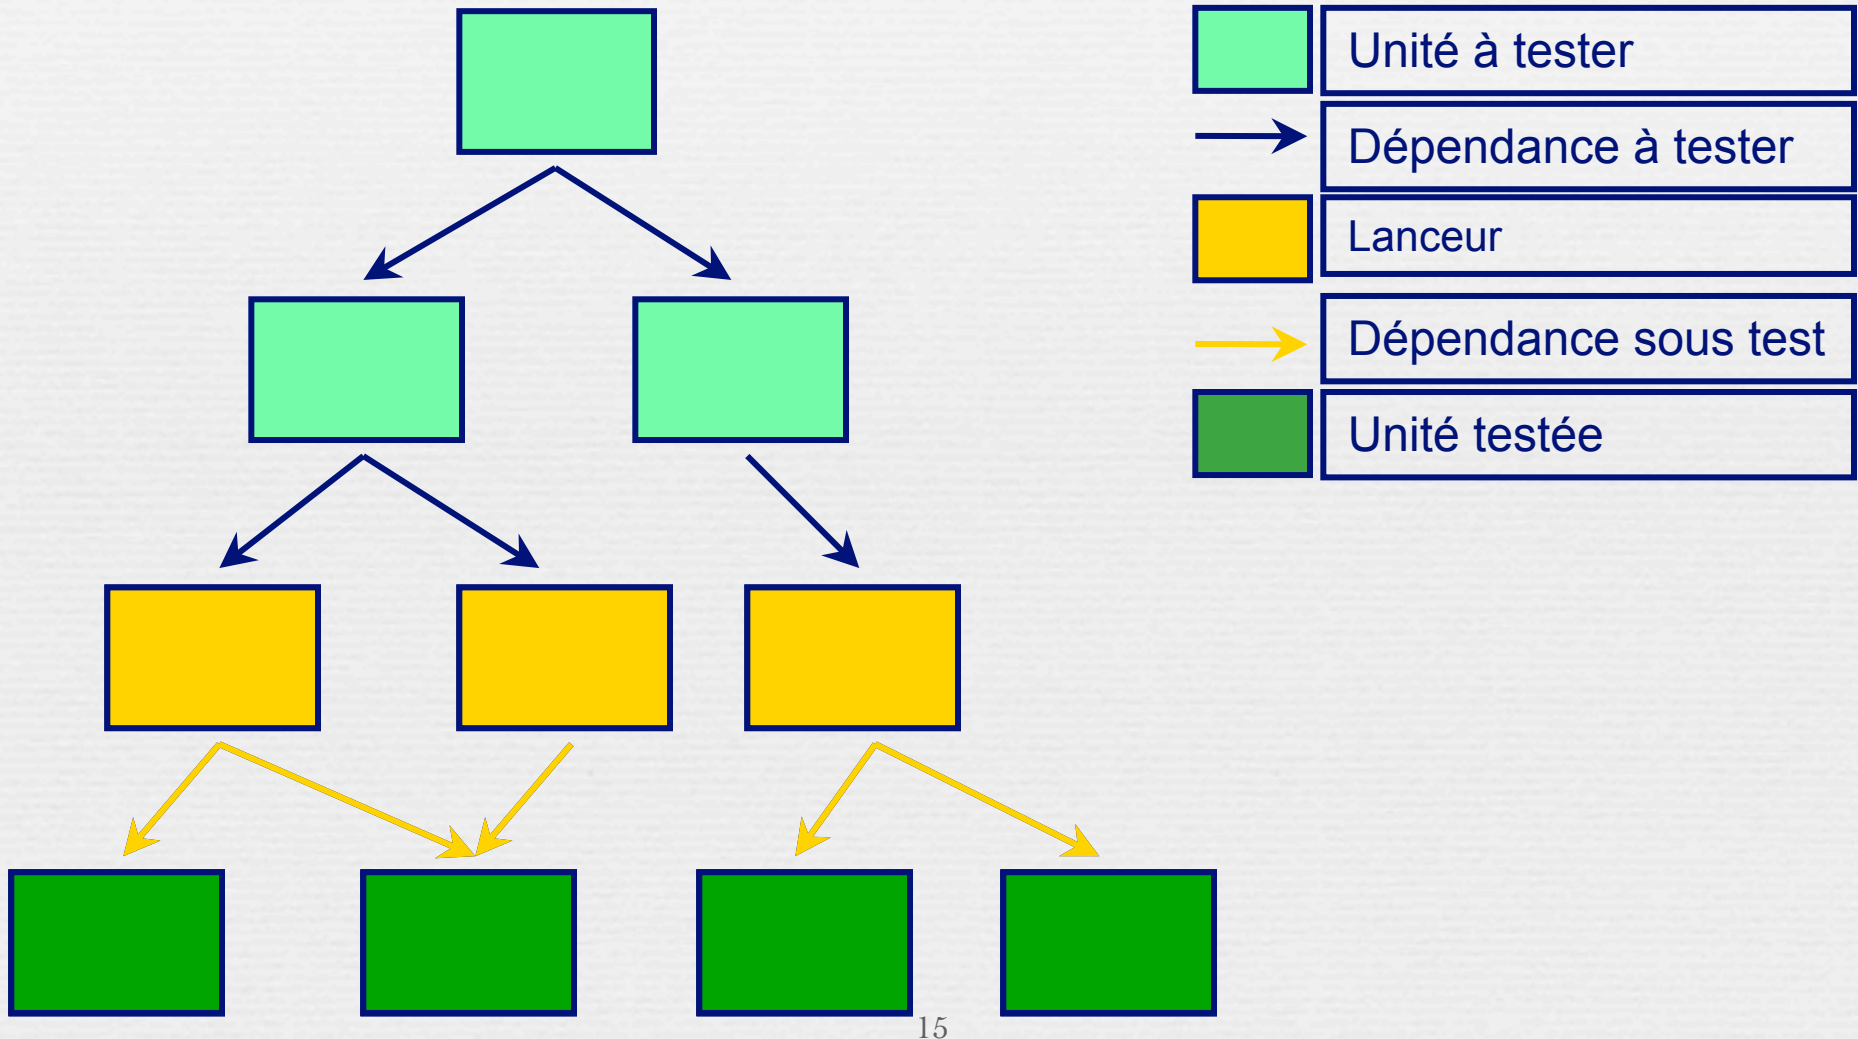 Unité à tester
Dépendance à tester
Lanceur
Dépendance sous test
Unité testée
15